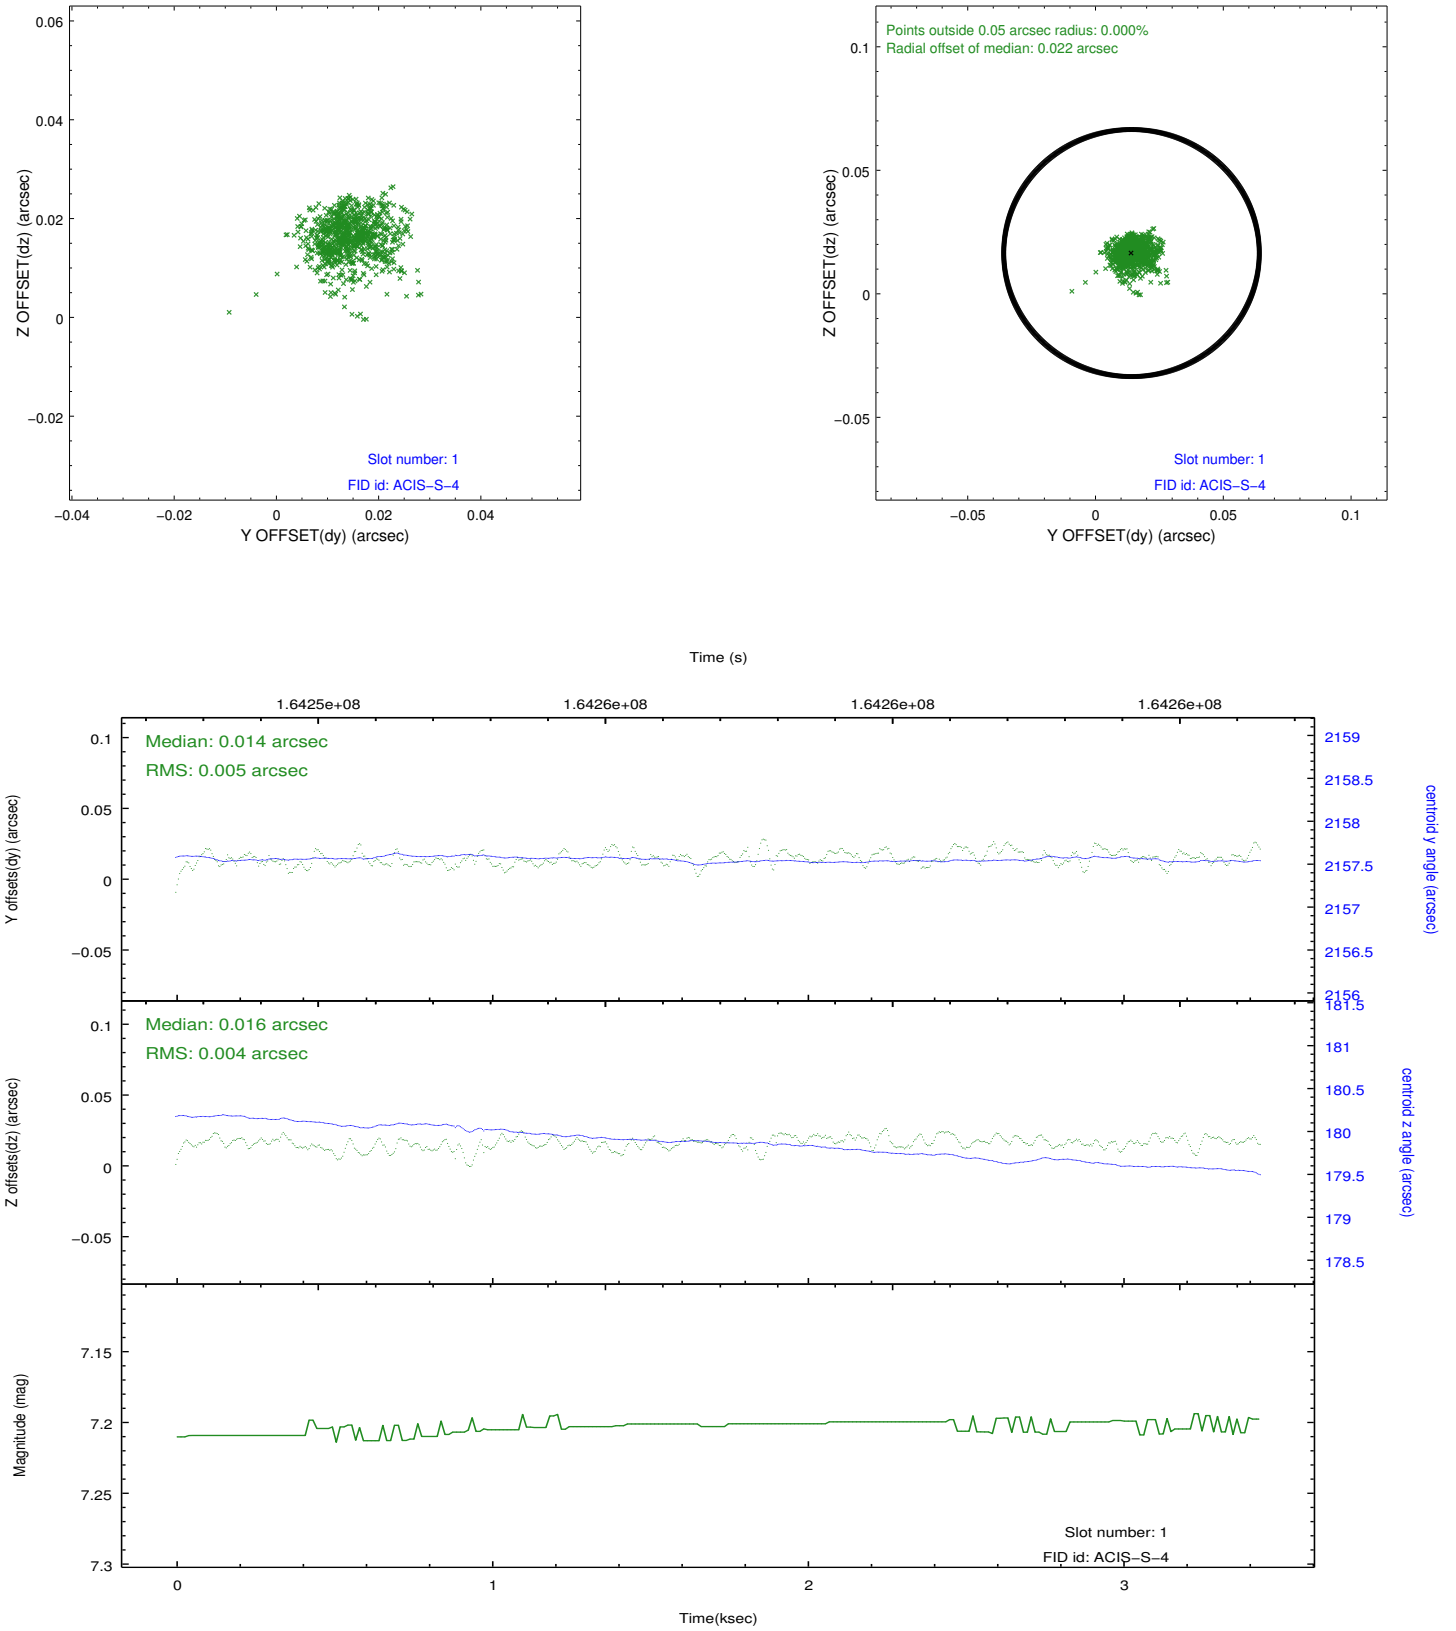 0.06
0.04
0.02
0
−0.02
Z OFFSET(dz) (arcsec)
Slot number: 1
FID id: ACIS−S−4
−0.04
−0.02
0
0.02
0.04
Y OFFSET(dy) (arcsec)
Points outside 0.05 arcsec radius: 0.000%
Radial offset of median: 0.022 arcsec
0.1
0.05
0
−0.05
Z OFFSET(dz) (arcsec)
Slot number: 1
FID id: ACIS−S−4
−0.05
0
0.05
0.1
Y OFFSET(dy) (arcsec)
Time (s)
1.6425e+08
1.6426e+08
1.6426e+08
1.6426e+08
Median: 0.014 arcsec
RMS: 0.005 arcsec
0.1
0.05
0
−0.05
Y offsets(dy) (arcsec)
2159
2158.5
2158
2157.5
2157
2156.5
2156
centroid y angle (arcsec)
Median: 0.016 arcsec
RMS: 0.004 arcsec
0.1
0.05
0
−0.05
Z offsets(dz) (arcsec)
181.5
181
180.5
180
179.5
179
178.5
centroid z angle (arcsec)
7.15
7.2
7.25
7.3
Magnitude (mag)
Slot number: 1
FID id: ACIS−S−4
0
1
2
3
Time(ksec)